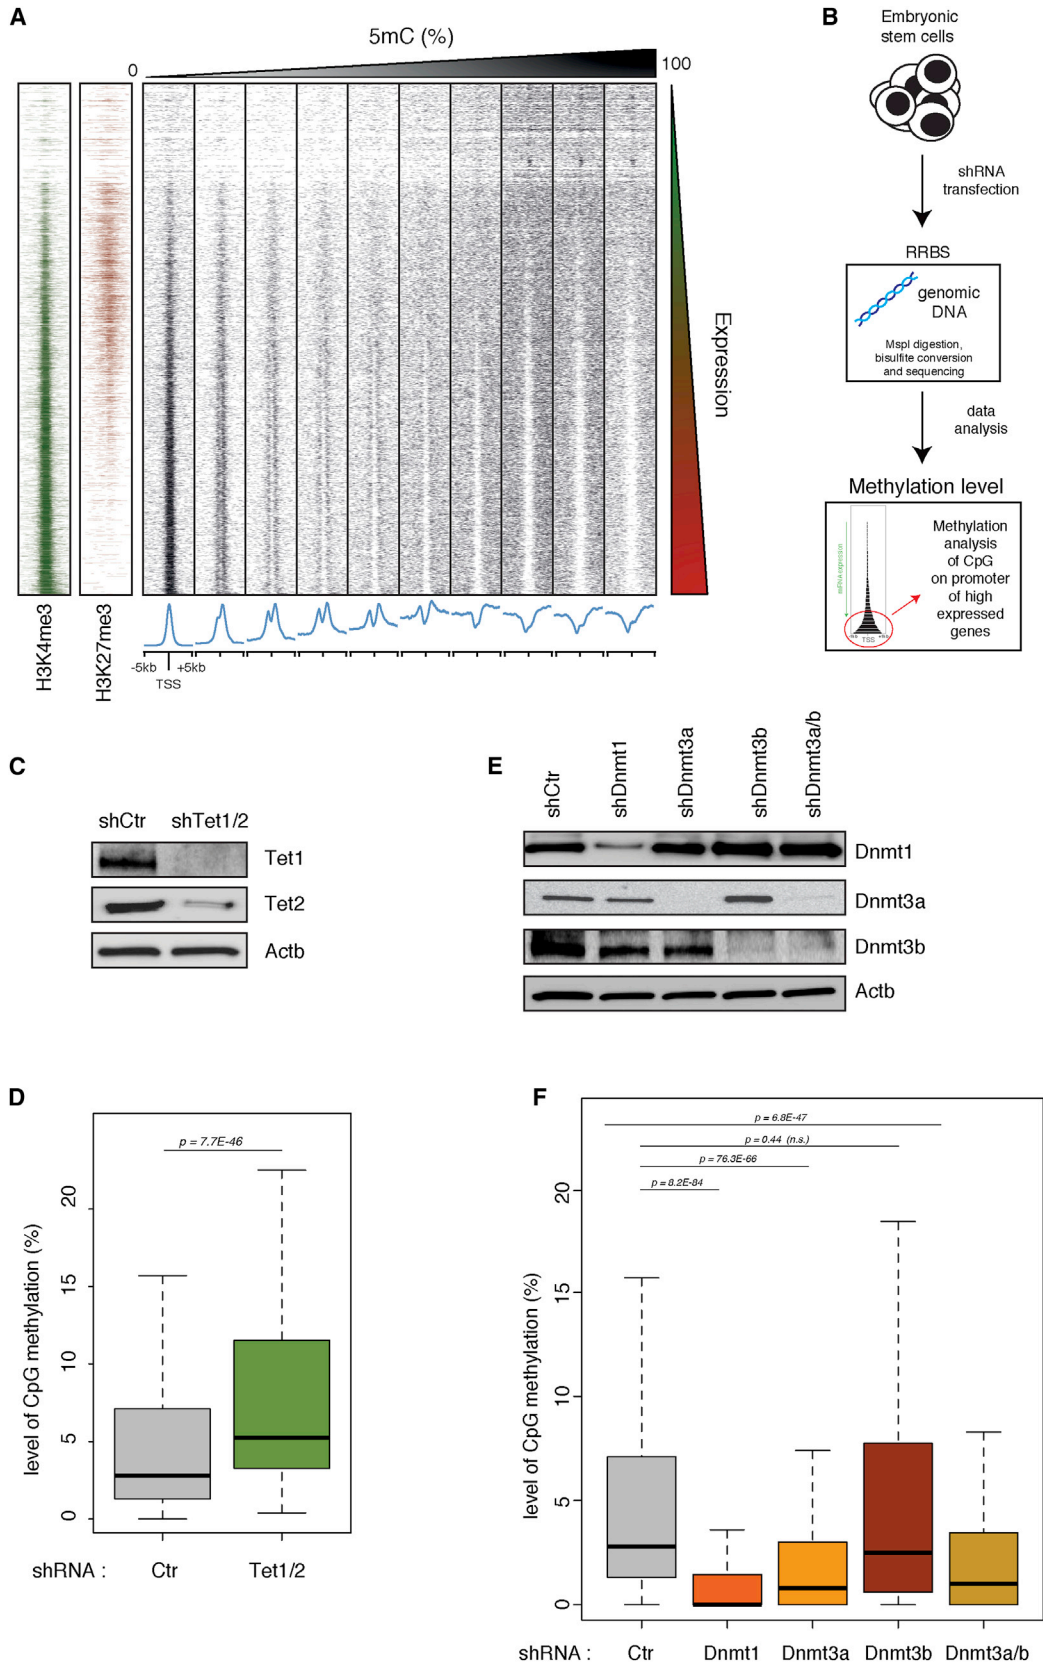 A
5mC (%)
0
100
H3K4me3
H3K27me3
-5kb
+5kb
TSS
Expression
B
Embryonic
stem cells
shRNA
transfection
RRBS
genomic
DNA
MspI digestion,
bisulfite conversion
and sequencing
data
analysis
Methylation level
mRNA expression
TSS
Methylation
analysis
of CpG
on promoter
of high
expressed
genes
C
shCtr
shTet1/2
Tet1
Tet2
Actb
E
shCtr
shDnmt1
shDnmt3a
shDnmt3b
shDnmt3a/b
Dnmt1
Dnmt3a
Dnmt3b
Actb
D
p = 7.7E-46
level of CpG methylation (%)
20
15
10
5
0
shRNA :
Ctr
Tet1/2
F
p = 6.8E-47
p = 0.44 (n.s.)
p = 76.3E-66
p = 8.2E-84
level of CpG methylation (%)
20
15
10
5
0
shRNA :
Ctr
Dnmt1
Dnmt3a
Dnmt3b
Dnmt3a/b